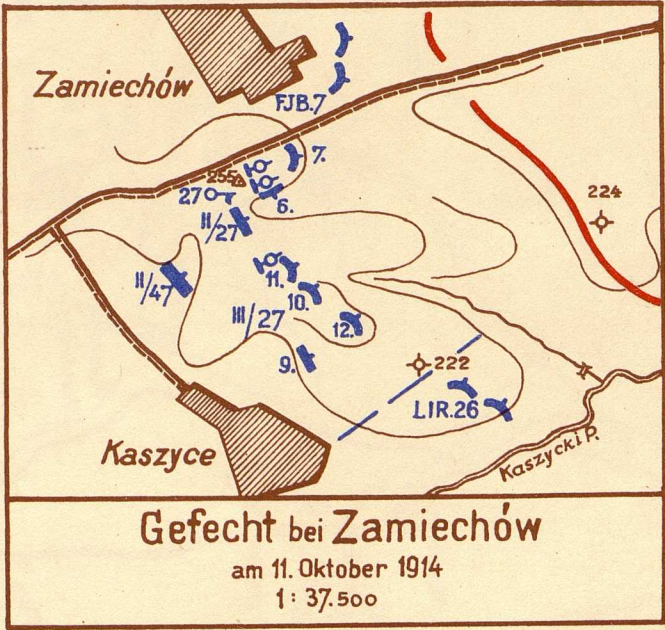 Zamiechów
FJB.7
7.
255
27
6.
II/27
224
II/47
11.
10.
III/27
12.
9.
222
LIR.26
Kaszyce
Kaszycki P.
Gefecht bei Zamiechów
am 11. Oktober 1914
1 : 37.500